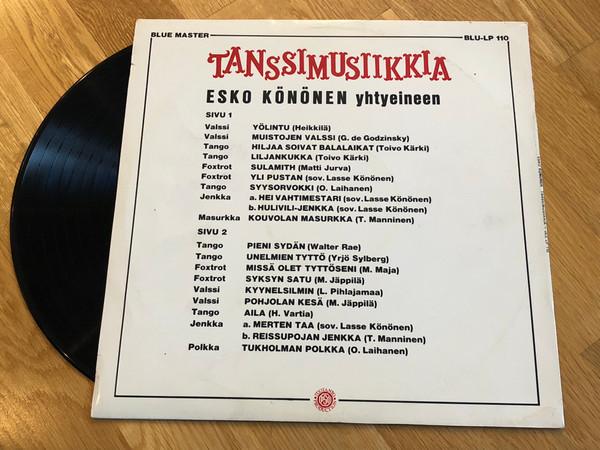 BLUE MASTER
BLU-LP 110
TANSSIMUSIIKKIA
ESKO KÖNÖNEN yhtyeineen
SIVU 1
Valssi YÖLINTU (Heikkilä)
Valssi MUISTOJEN VALSSI (G. de Godzinsky)
Tango HILJAA SOIVAT BALALAIKAT (Toivo Kärki)
Tango LILJANKUKKA (Toivo Kärki)
Foxtrot SULAMITH (Matti Jurva)
Foxtrot YLI PUSTAN (sov. Lasse Könönen)
Tango SYYSORVOKKI (O. Laihanen)
Jenkka a. HEI VAHTIMESTARI (sov. Lasse Könönen)
b. HULIVILI-JENKKA (sov. Lasse Könönen)
Masurkka KOUVOLAN MASURKKA (T. Manninen)
SIVU 2
Tango PIENI SYDÄN (Walter Rae)
Tango UNELMIEN TYTTÖ (Yrjö Sylberg)
Foxtrot MISSÄ OLET TYTTÖSENI (M. Maja)
Foxtrot SYKSYN SATU (M. Jäppilä)
Valssi KYYNELSILMIN (L. Pihlajamaa)
Valssi POHJOLAN KESÄ (M. Jäppilä)
Tango AILA (H. Vartia)
Jenkka a. MERTEN TAA (sov. Lasse Könönen)
b. REISSUPOJAN JENKKA (T. Manninen)
Polkka TUKHOLMAN POLKKA (O. Laihanen)